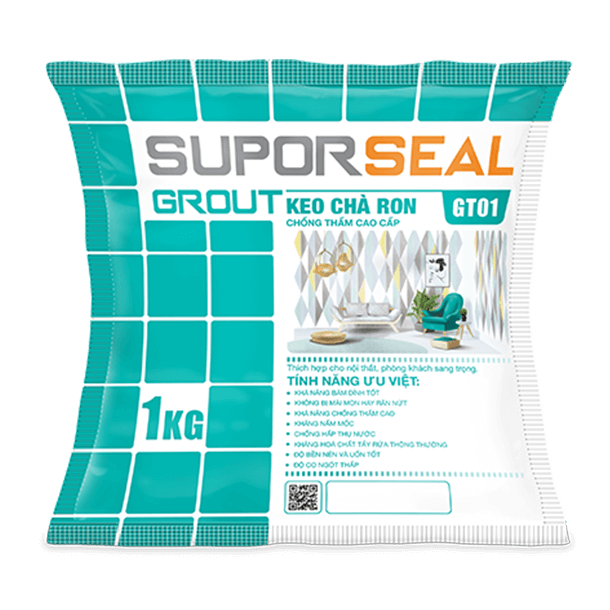 SUPORSEAL
GROUT KEO CHÀ RON GT01
CHỐNG THẤM CAO CẤP
Thích hợp cho nội thất, phòng khách sang trọng.
TÍNH NĂNG ƯU VIỆT:
• KHẢ NĂNG BÁM DÍNH TỐT
• KHÔNG BỊ MÀI MÒN HAY RẠN NỨT
• KHẢ NĂNG CHỐNG THẤM CAO
• KHÁNG NẤM MỐC
• CHỐNG HẤP THỤ NƯỚC
• KHÁNG HOÁ CHẤT TẨY RỬA THÔNG THƯỜNG
• ĐỘ BỀN NÉN VÀ UỐN TỐT
• ĐỘ CO NGÓT THẤP
1KG